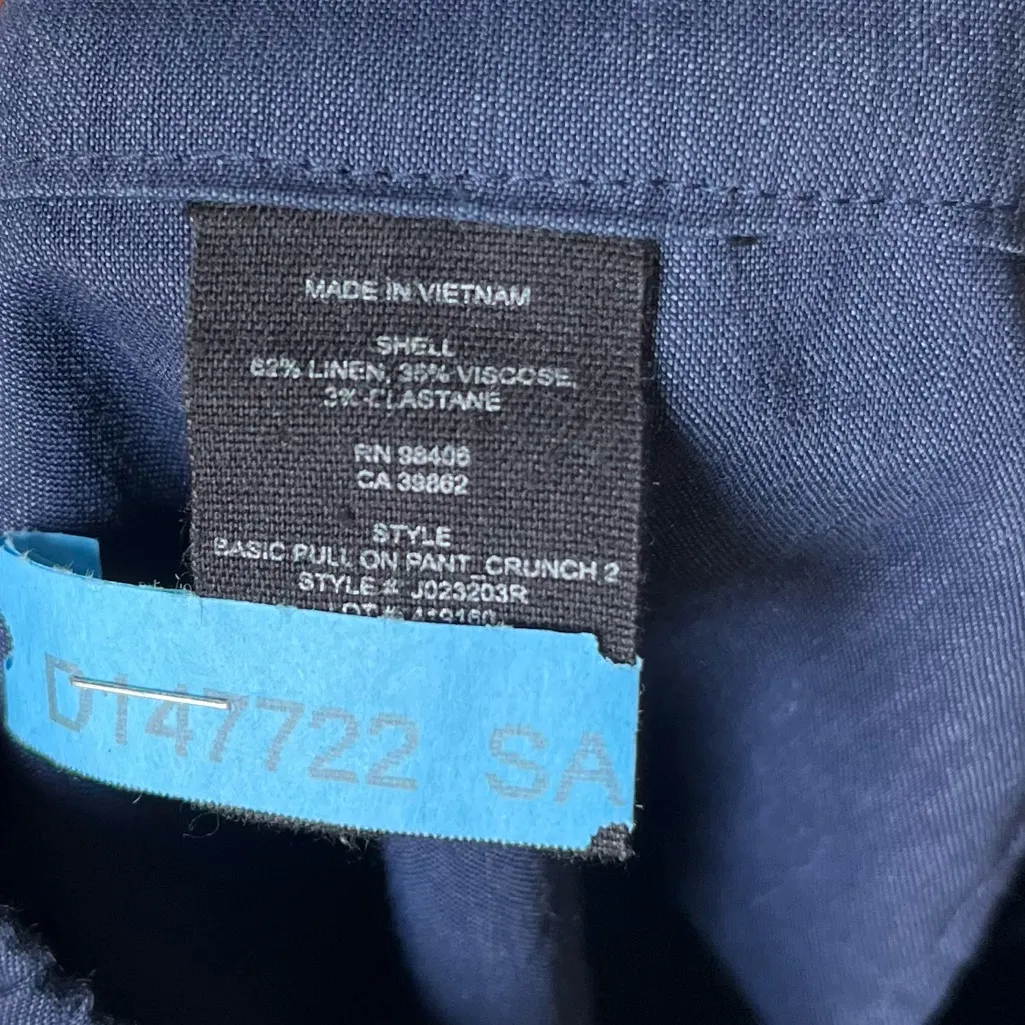 MADE IN VIETNAM
SHELL
62% LINEN, 35% VISCOSE,
3% ELASTANE
RN 98406
CA 39862
STYLE
BASIC PULL ON PANT_CRUNCH 2
STYLE # J023203R
LOT #
D147722 SA